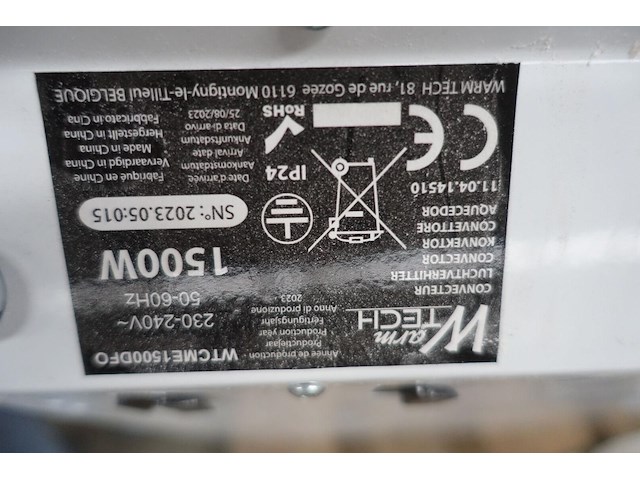 Warm
TECH
Année de production
Productiejaar
Production year
Fertigungsjahr
Anno di produzione
2023
WTCME1500DFO
230-240V~
50-60Hz
1500W
CONVECTEUR
LUCHTVERHITTER
CONVECTOR
KONVEKTOR
CONVETTORE
AQUECEDOR
SN°: 2023.05:015
11.04.14510
CE
IP24
RoHS
Date d'arrivée
Aankomstdatum
Arrival date
Ankunftsdatum
Data di arrivo
25/08/2023
Fabriqué en Chine
Vervaardigd in China
Made in China
Hergestellt in China
Fabbricato in Cina
WARM TECH 81, rue de Gozée 6110 Montigny-le-Tilleul BELGIQUE